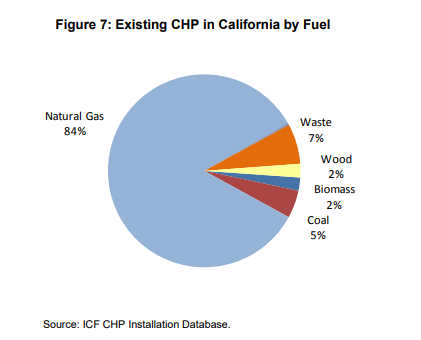 Figure 7: Existing CHP in California by Fuel
Natural Gas
84%
Waste
7%
Wood
2%
Biomass
2%
Coal
5%
Source: ICF CHP Installation Database.